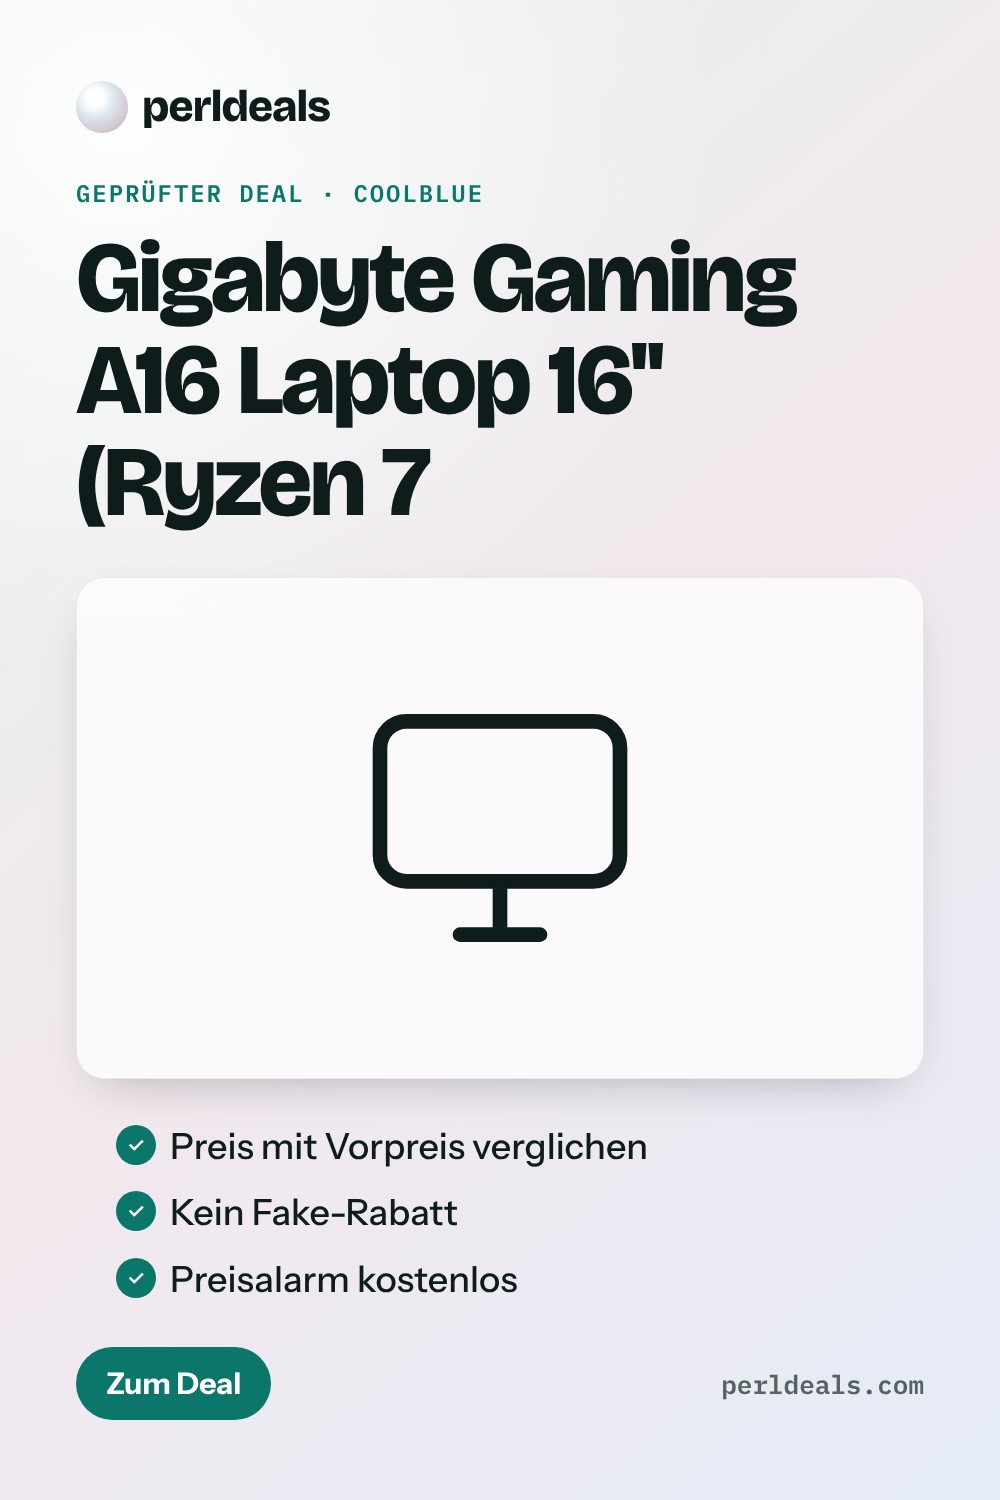 perldeals
GEPRÜFTER DEAL · COOLBLUE
Gigabyte Gaming
A16 Laptop 16"
(Ryzen 7
Preis mit Vorpreis verglichen
Kein Fake-Rabatt
Preisalarm kostenlos
Zum Deal
perldeals.com